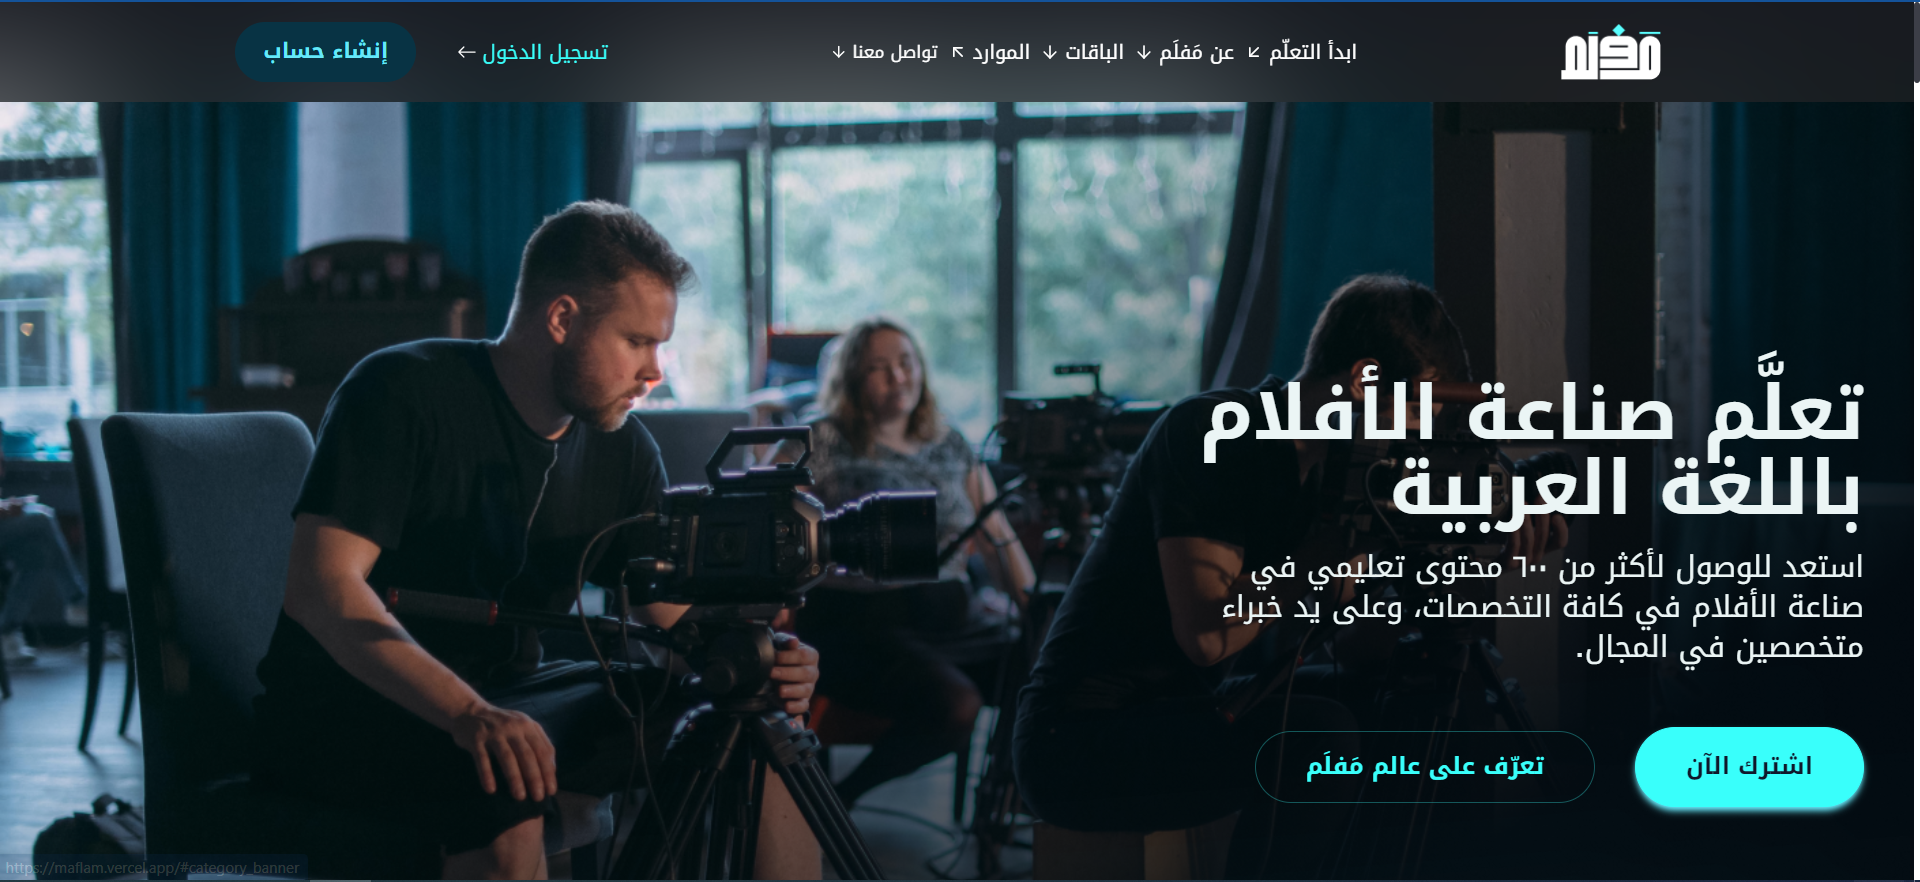 مَفلَم
ابدأ التعلّم
عن مَفلَم
الباقات
الموارد
تواصل معنا
تسجيل الدخول
إنشاء حساب
تعلَّم صناعة الأفلام
باللغة العربية
استعد للوصول لأكثر من ٦٠٠ محتوى تعليمي في
صناعة الأفلام في كافة التخصصات، وعلى يد خبراء
متخصصين في المجال.
اشترك الآن
تعرّف على عالم مَفلَم
https://maflam.vercel.app/#category_banner